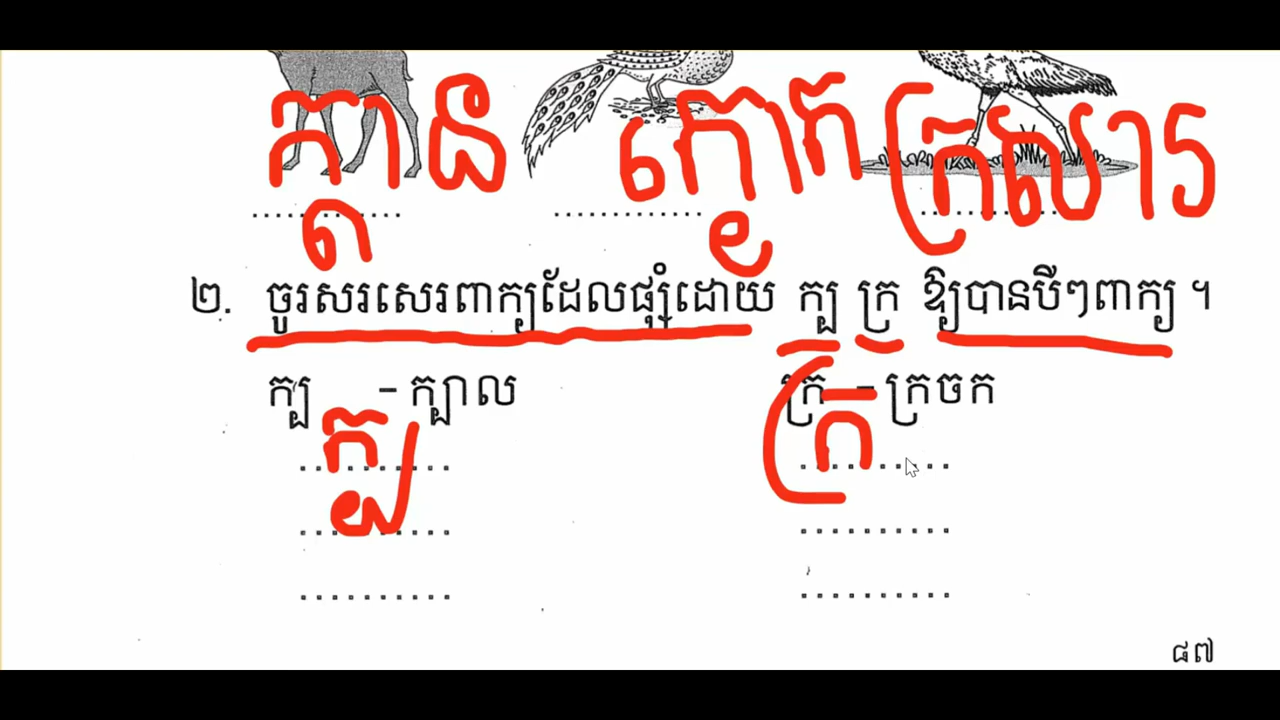 ក្តាន់ ក្ងោក ក្រសារ
២. ចូរសរសេរពាក្យដែលផ្សំដោយ ក្ប ក្រ ឱ្យបានបីៗពាក្យ ។
ក្ប - ក្បាល ក្រ - ក្រចក
ក្ប ក្រ
៨៧